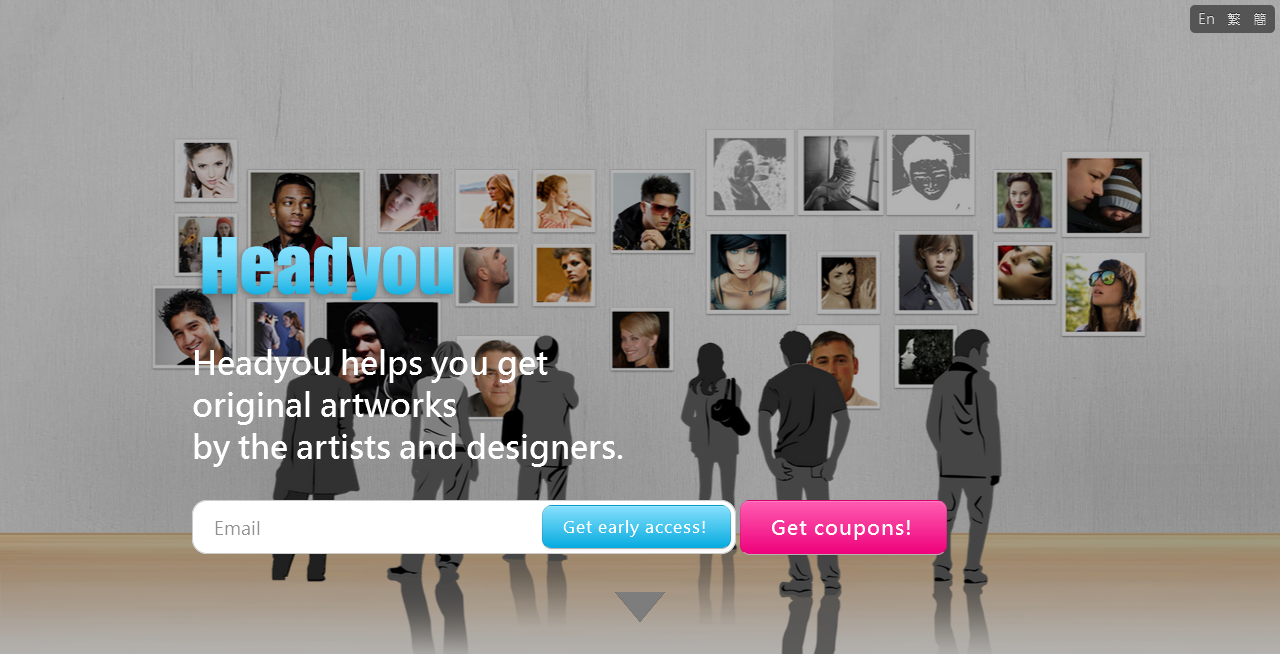 En 繁 簡
Headyou
Headyou helps you get
original artworks
by the artists and designers.
Email
Get early access!
Get coupons!